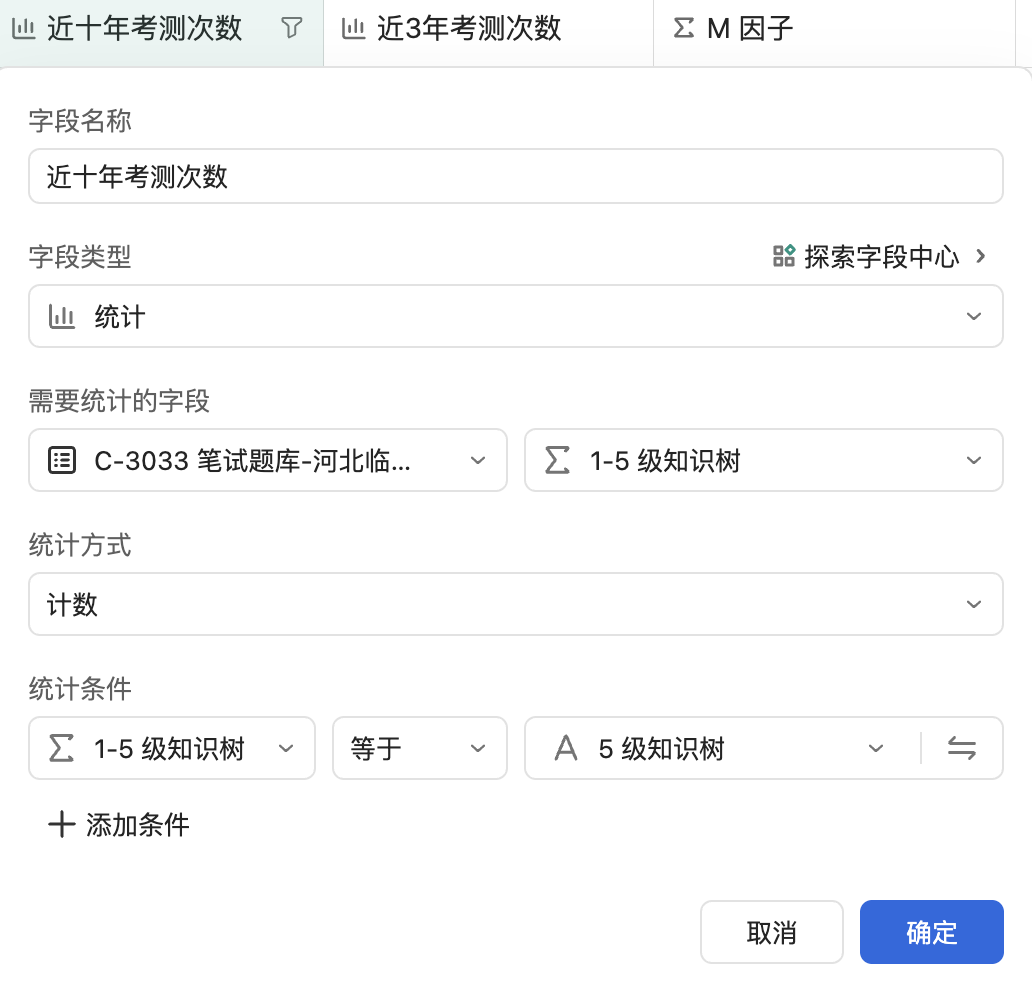 近十年考测次数 近3年考测次数 M 因子
字段名称
近十年考测次数
字段类型 探索字段中心
统计
需要统计的字段
C-3033 笔试题库-河北临... 1-5 级知识树
统计方式
计数
统计条件
1-5 级知识树 等于 5 级知识树
添加条件
取消 确定